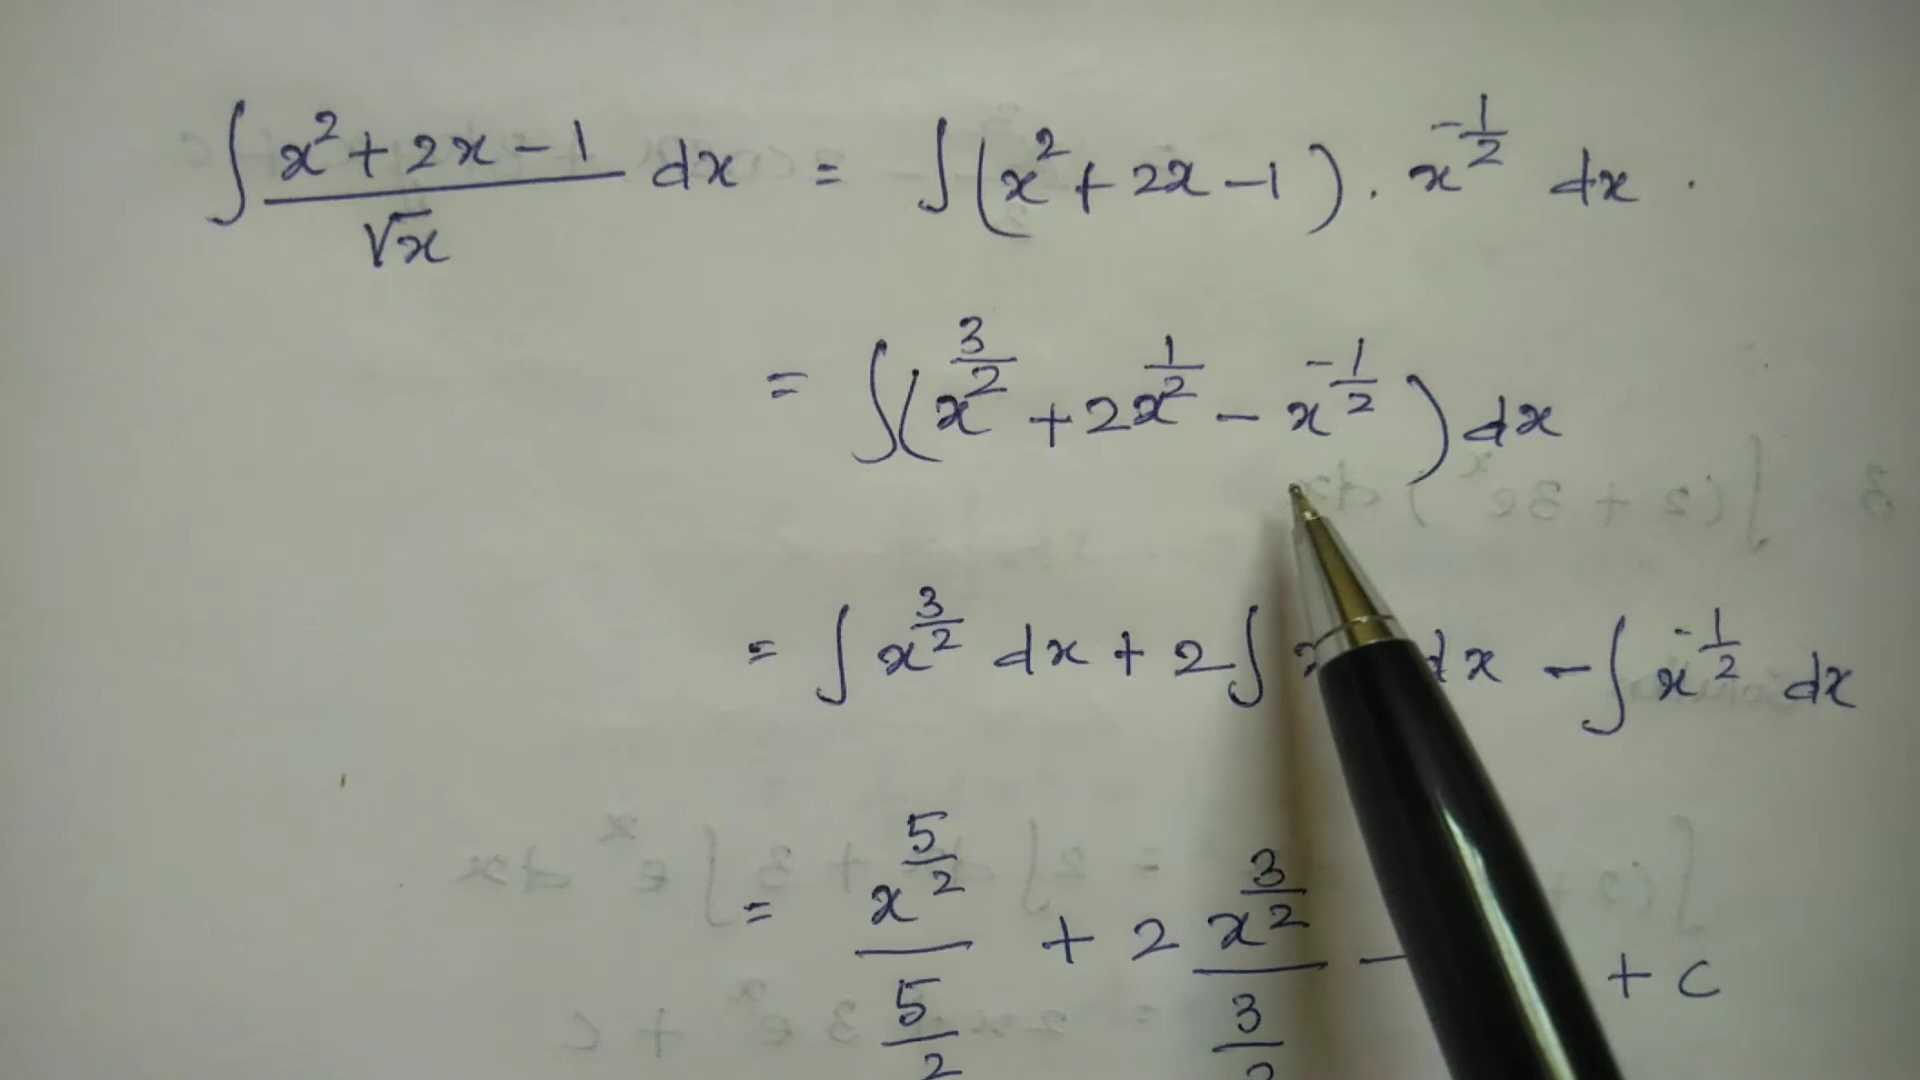 ∫ (x² + 2x - 1)/√x dx = ∫(x² + 2x - 1) . x^(-1/2) dx .
= ∫(x^(3/2) + 2x^(1/2) - x^(-1/2)) dx
= ∫ x^(3/2) dx + 2∫ x dx - ∫ x^(-1/2) dx
= x^(5/2)/(5/2) + 2 x^(3/2)/(3/2) - + c